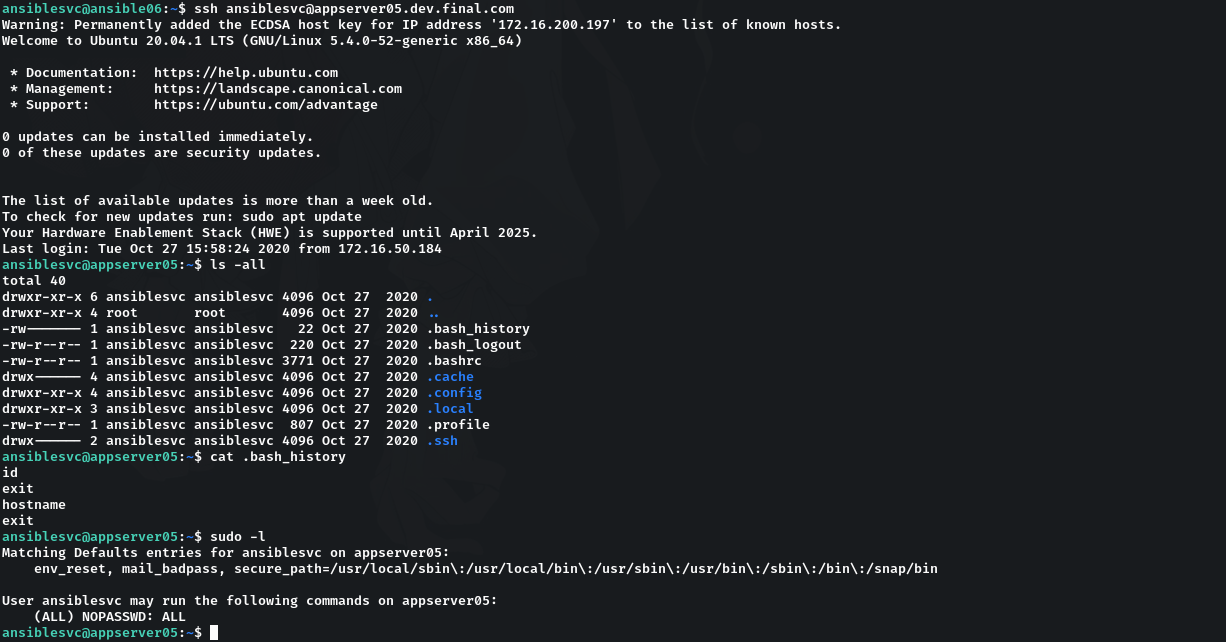 ansiblesvc@ansible06:~$ ssh ansiblesvc@appserver05.dev.final.com
Warning: Permanently added the ECDSA host key for IP address '172.16.200.197' to the list of known hosts.
Welcome to Ubuntu 20.04.1 LTS (GNU/Linux 5.4.0-52-generic x86_64)

 * Documentation:  https://help.ubuntu.com
 * Management:     https://landscape.canonical.com
 * Support:        https://ubuntu.com/advantage

0 updates can be installed immediately.
0 of these updates are security updates.


The list of available updates is more than a week old.
To check for new updates run: sudo apt update
Your Hardware Enablement Stack (HWE) is supported until April 2025.
Last login: Tue Oct 27 15:58:24 2020 from 172.16.50.184
ansiblesvc@appserver05:~$ ls -all
total 40
drwxr-xr-x 6 ansiblesvc ansiblesvc 4096 Oct 27  2020 .
drwxr-xr-x 4 root       root       4096 Oct 27  2020 ..
-rw------- 1 ansiblesvc ansiblesvc   22 Oct 27  2020 .bash_history
-rw-r--r-- 1 ansiblesvc ansiblesvc  220 Oct 27  2020 .bash_logout
-rw-r--r-- 1 ansiblesvc ansiblesvc 3771 Oct 27  2020 .bashrc
drwx------ 4 ansiblesvc ansiblesvc 4096 Oct 27  2020 .cache
drwxr-xr-x 4 ansiblesvc ansiblesvc 4096 Oct 27  2020 .config
drwxr-xr-x 3 ansiblesvc ansiblesvc 4096 Oct 27  2020 .local
-rw-r--r-- 1 ansiblesvc ansiblesvc  807 Oct 27  2020 .profile
drwx------ 2 ansiblesvc ansiblesvc 4096 Oct 27  2020 .ssh
ansiblesvc@appserver05:~$ cat .bash_history
id
exit
hostname
exit
ansiblesvc@appserver05:~$ sudo -l
Matching Defaults entries for ansiblesvc on appserver05:
    env_reset, mail_badpass, secure_path=/usr/local/sbin\:/usr/local/bin\:/usr/sbin\:/usr/bin\:/sbin\:/bin\:/snap/bin

User ansiblesvc may run the following commands on appserver05:
    (ALL) NOPASSWD: ALL
ansiblesvc@appserver05:~$